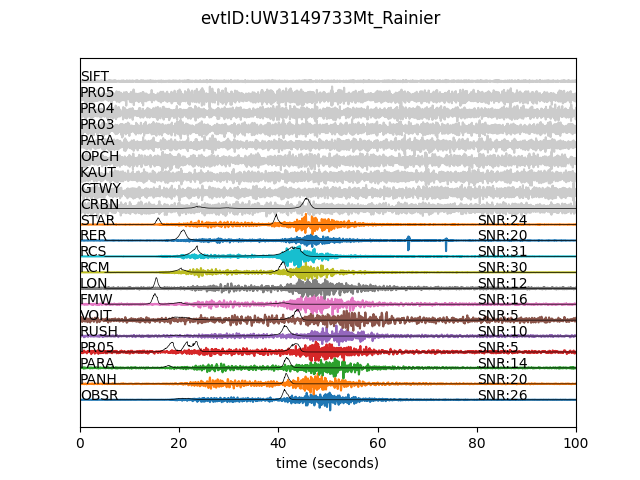 evtID:UW3149733Mt_Rainier
SIFT
PR05
PR04
PR03
PARA
OPCH
KAUT
GTWY
CRBN
STAR SNR:24
RER SNR:20
RCS SNR:31
RCM SNR:30
LON SNR:12
FMW SNR:16
VOIT SNR:5
RUSH SNR:10
PR05 SNR:5
PARA SNR:14
PANH SNR:20
OBSR SNR:26
0 20 40 60 80 100
time (seconds)